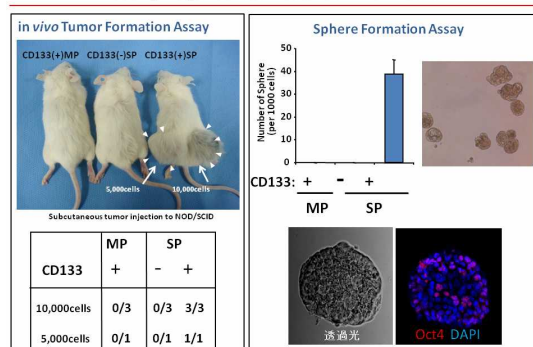 in vivo Tumor Formation Assay
CD133(+)MP CD133(-)SP CD133(+)SP
5,000cells 10,000cells
Subcutaneous tumor injection to NOD/SCID
MP SP
CD133 + - +
10,000cells 0/3 0/3 3/3
5,000cells 0/1 0/1 1/1
Sphere Formation Assay
Number of Sphere
(per 1000 cells)
50
40
30
20
10
0
CD133: + - +
MP SP
透過光
Oct4 DAPI